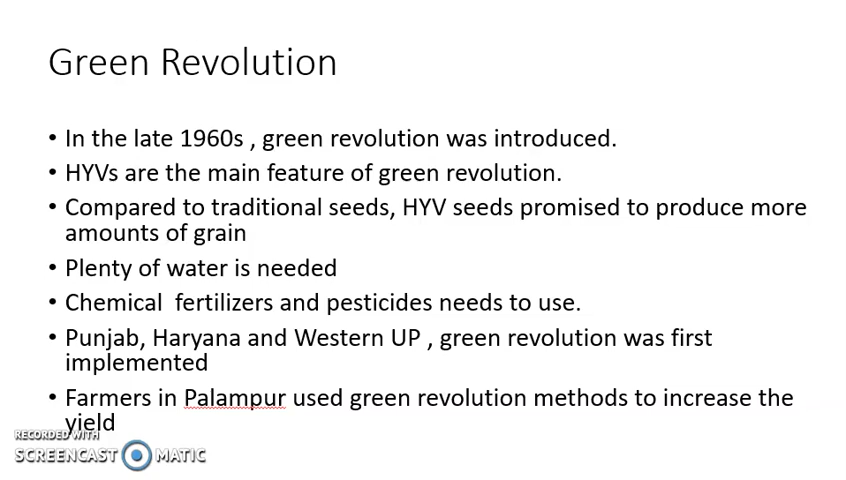 Green Revolution
• In the late 1960s , green revolution was introduced.
• HYVs are the main feature of green revolution.
• Compared to traditional seeds, HYV seeds promised to produce more
amounts of grain
• Plenty of water is needed
• Chemical  fertilizers and pesticides needs to use.
• Punjab, Haryana and Western UP , green revolution was first
implemented
• Farmers in Palampur used green revolution methods to increase the
yield
RECORDED WITH
SCREENCAST MATIC